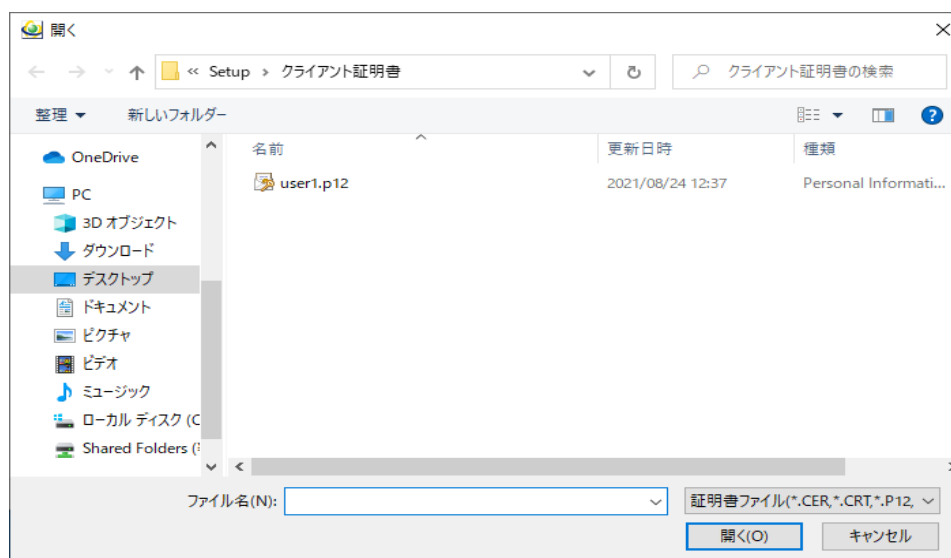 開く
« Setup › クライアント証明書
クライアント証明書の検索
整理
新しいフォルダー
名前
更新日時
種類
OneDrive
PC
3D オブジェクト
ダウンロード
デスクトップ
ドキュメント
ピクチャ
ビデオ
ミュージック
ローカル ディスク (C
Shared Folders (
user1.p12
2021/08/24 12:37
Personal Informati...
ファイル名(N):
証明書ファイル(*.CER,*.CRT,*.P12,
開く(O)
キャンセル